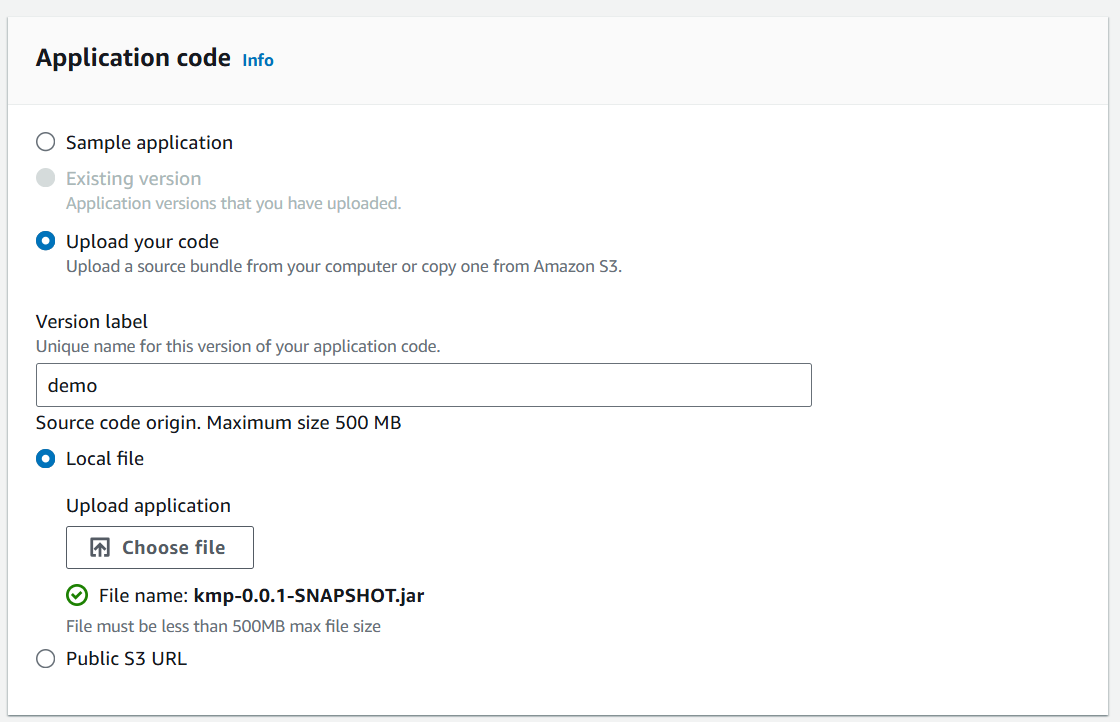 Application code Info
Sample application
Existing version
Application versions that you have uploaded.
Upload your code
Upload a source bundle from your computer or copy one from Amazon S3.
Version label
Unique name for this version of your application code.
demo
Source code origin. Maximum size 500 MB
Local file
Upload application
Choose file
File name: kmp-0.0.1-SNAPSHOT.jar
File must be less than 500MB max file size
Public S3 URL